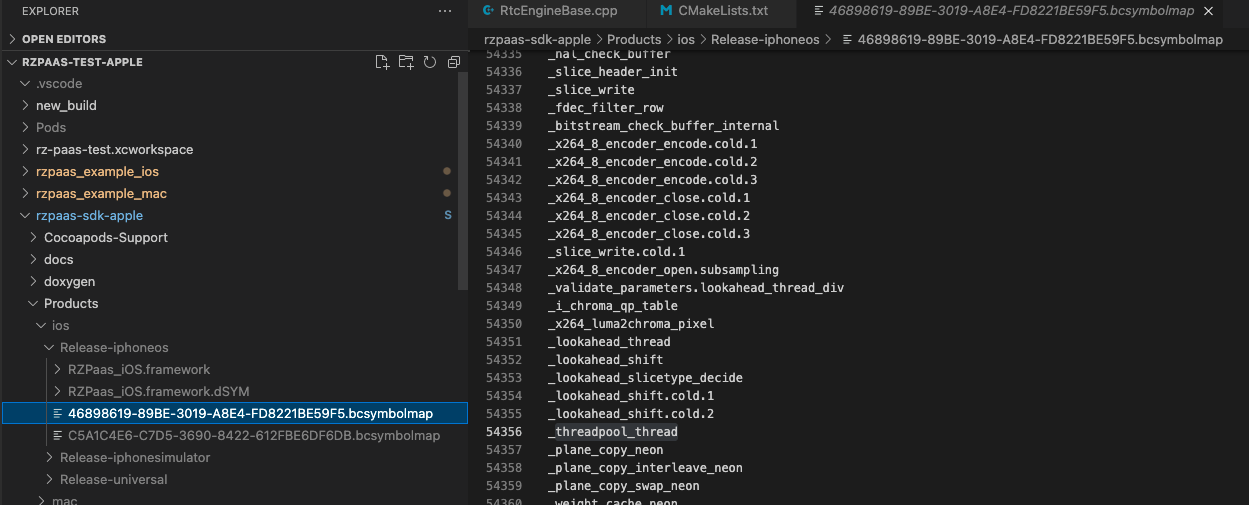 EXPLORER
OPEN EDITORS
RZPAAS-TEST-APPLE
.vscode
new_build
Pods
rz-paas-test.xcworkspace
rzpaas_example_ios
rzpaas_example_mac
rzpaas-sdk-apple S
Cocoapods-Support
docs
doxygen
Products
ios
Release-iphoneos
RZPaas_iOS.framework
RZPaas_iOS.framework.dSYM
46898619-89BE-3019-A8E4-FD8221BE59F5.bcsymbolmap
C5A1C4E6-C7D5-3690-8422-612FBE6DF6DB.bcsymbolmap
Release-iphonesimulator
Release-universal
mac
RtcEngineBase.cpp
M CMakeLists.txt
46898619-89BE-3019-A8E4-FD8221BE59F5.bcsymbolmap
rzpaas-sdk-apple > Products > ios > Release-iphoneos > 46898619-89BE-3019-A8E4-FD8221BE59F5.bcsymbolmap
54335 _nal_check_buffer
54336 _slice_header_init
54337 _slice_write
54338 _fdec_filter_row
54339 _bitstream_check_buffer_internal
54340 _x264_8_encoder_encode.cold.1
54341 _x264_8_encoder_encode.cold.2
54342 _x264_8_encoder_encode.cold.3
54343 _x264_8_encoder_close.cold.1
54344 _x264_8_encoder_close.cold.2
54345 _x264_8_encoder_close.cold.3
54346 _slice_write.cold.1
54347 _x264_8_encoder_open.subsampling
54348 _validate_parameters.lookahead_thread_div
54349 _i_chroma_qp_table
54350 _x264_luma2chroma_pixel
54351 _lookahead_thread
54352 _lookahead_shift
54353 _lookahead_slicetype_decide
54354 _lookahead_shift.cold.1
54355 _lookahead_shift.cold.2
54356 _threadpool_thread
54357 _plane_copy_neon
54358 _plane_copy_interleave_neon
54359 _plane_copy_swap_neon
54360 _weight_cache_neon